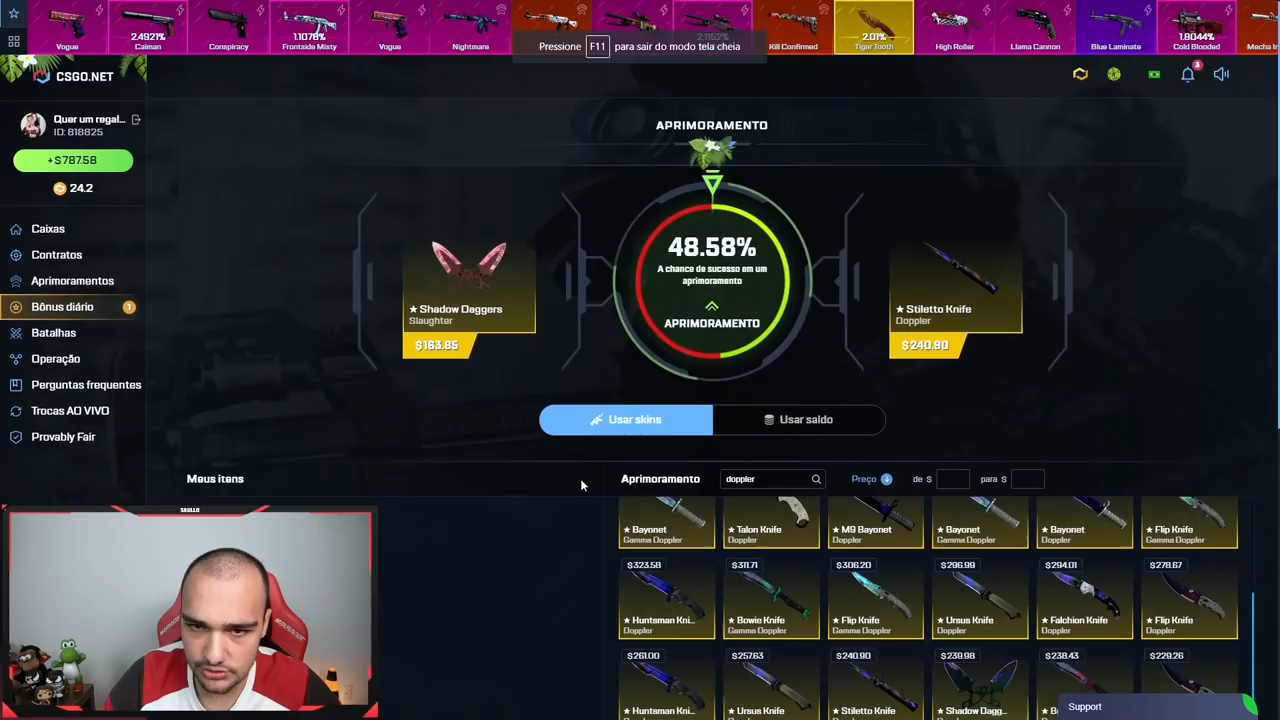 Vogue
2.4921%
Caiman
Conspiracy
1.1078%
Frontside Misty
Vogue
Nightmare
2.1152%
Kill Confirmed
2.01%
Tiger Tooth
High Roller
Llama Cannon
Blue Laminate
1.8044%
Cold Blooded
Pressione F11 para sair do modo tela cheia
CSGO.NET
Quer um regal...
ID: 818825
+$787.58
24.2
3
Caixas
Contratos
Aprimoramentos
Bônus diário 1
Batalhas
Operação
Perguntas frequentes
Trocas AO VIVO
Provably Fair
APRIMORAMENTO
★ Shadow Daggers
Slaughter
$163.85
48.58%
A chance de sucesso em um
aprimoramento
APRIMORAMENTO
★ Stiletto Knife
Doppler
$240.90
Usar skins
Usar saldo
Meus itens
Aprimoramento
doppler
Preço
de $
para $
★ Bayonet
Gamma Doppler
★ Talon Knife
Doppler
★ M9 Bayonet
Doppler
★ Bayonet
Gamma Doppler
★ Bayonet
Doppler
★ Flip Knife
Gamma Doppler
$323.58
★ Huntsman Kni...
Doppler
$311.71
★ Bowie Knife
Gamma Doppler
$306.20
★ Flip Knife
Gamma Doppler
$296.99
★ Ursus Knife
Doppler
$294.01
★ Falchion Knife
Doppler
$278.67
★ Flip Knife
Doppler
$261.00
★ Huntsman Kni...
$257.63
★ Ursus Knife
$240.90
★ Stiletto Knife
$239.98
★ Shadow Dagg...
$238.43
$229.26
Support
SAULLO